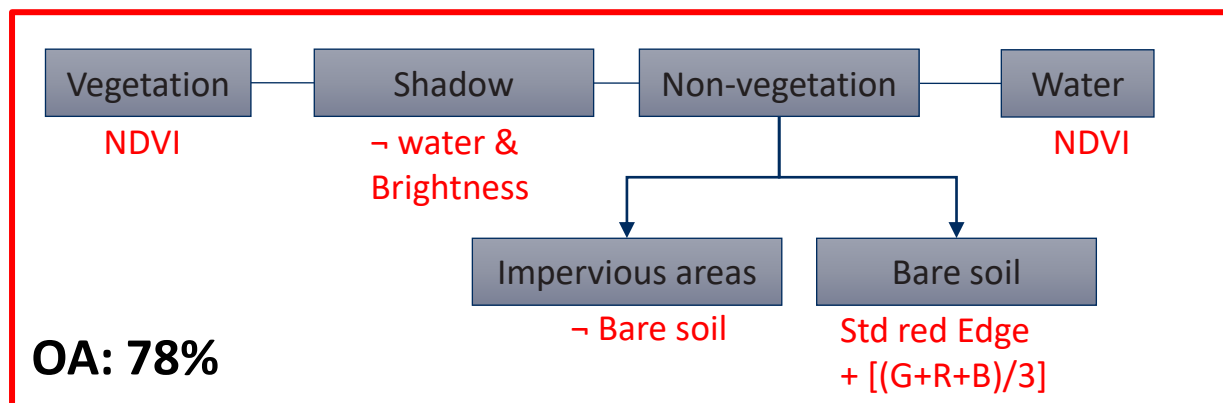 Vegetation
Shadow
Non-vegetation
Water
NDVI
¬ water &
Brightness
NDVI
Impervious areas
Bare soil
¬ Bare soil
Std red Edge
+ [(G+R+B)/3]
OA: 78%